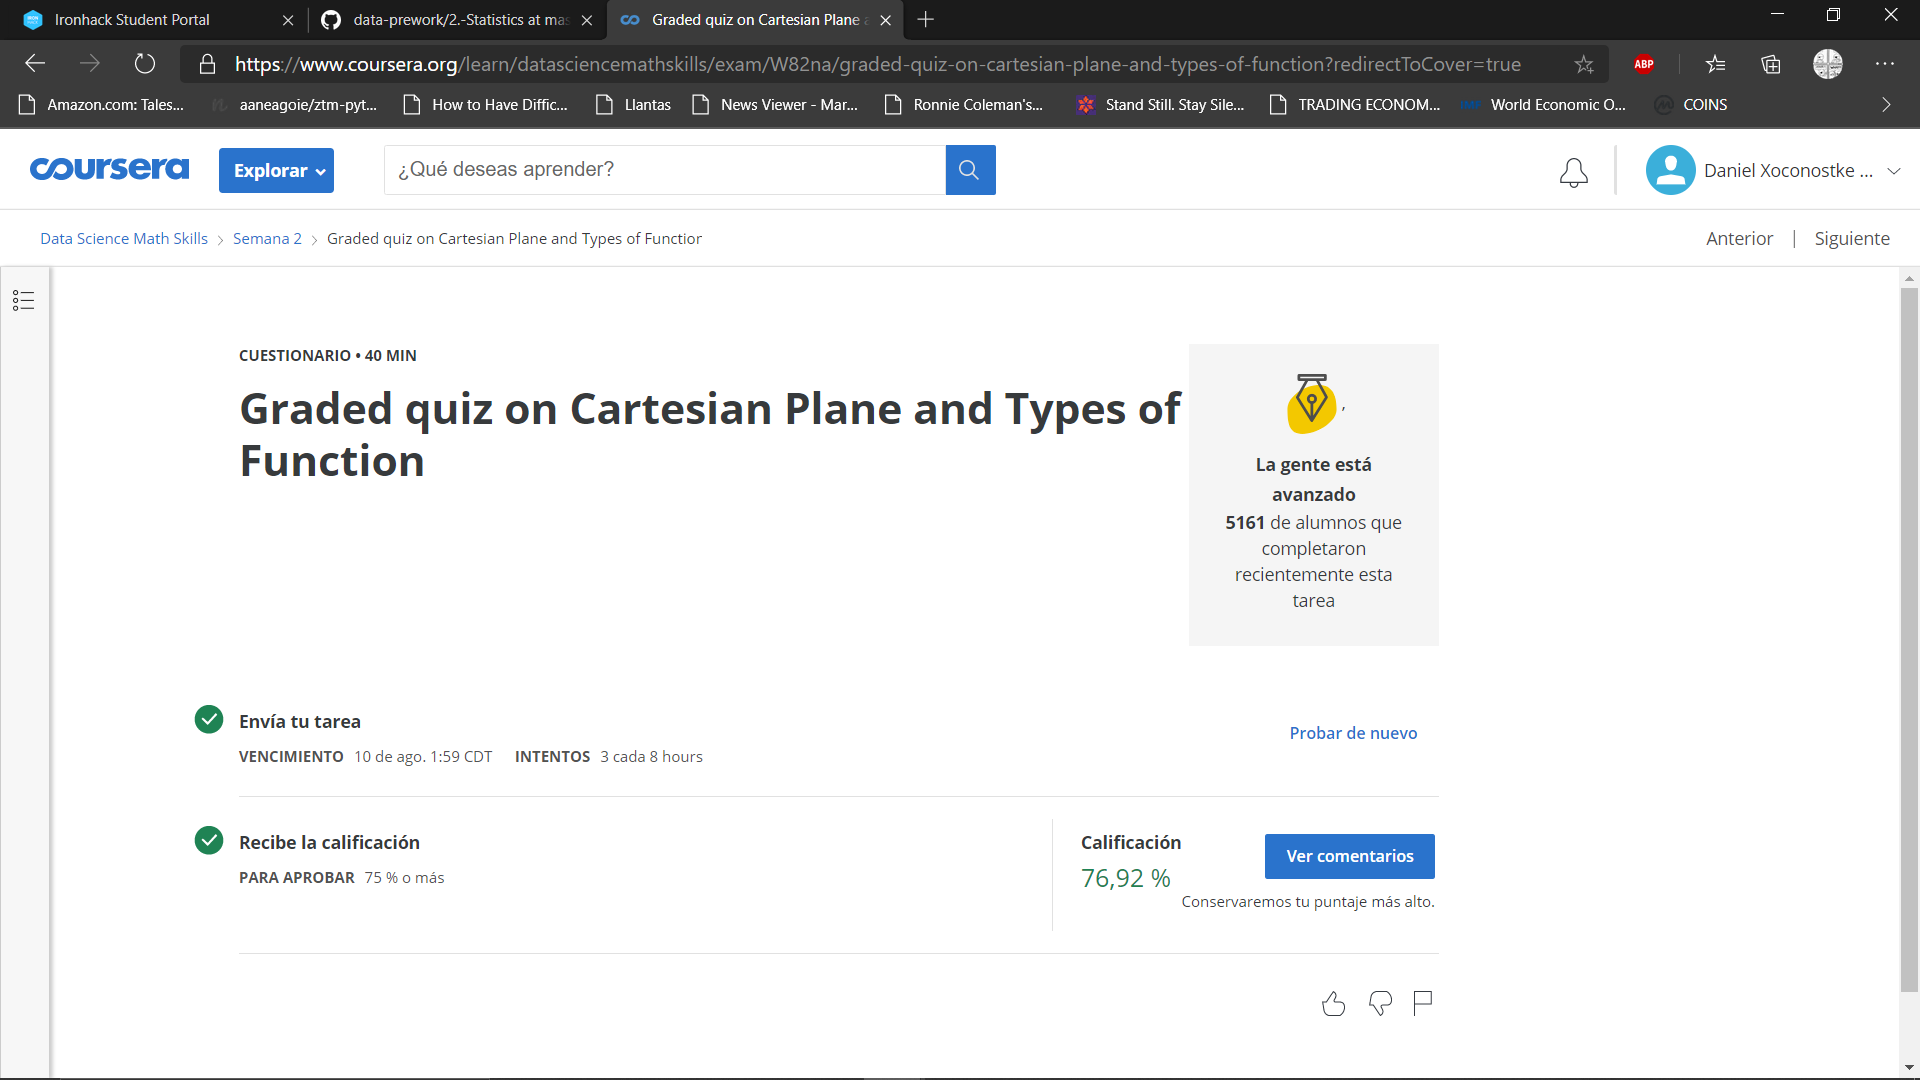 Ironhack Student Portal
data-prework/2.-Statistics at mas
Graded quiz on Cartesian Plane a
https://www.coursera.org/learn/datasciencemathskills/exam/W82na/graded-quiz-on-cartesian-plane-and-types-of-function?redirectToCover=true
ABP
Amazon.com: Tales...
aaneagoie/ztm-pyt...
How to Have Diffic...
Llantas
News Viewer - Mar...
Ronnie Coleman's...
Stand Still. Stay Sile...
TRADING ECONOM...
World Economic O...
COINS
coursera
Explorar
¿Qué deseas aprender?
Daniel Xoconostke ...
Data Science Math Skills
Semana 2
Graded quiz on Cartesian Plane and Types of Functior
Anterior | Siguiente
CUESTIONARIO • 40 MIN
Graded quiz on Cartesian Plane and Types of
Function
,
La gente está
avanzado
5161 de alumnos que
completaron
recientemente esta
tarea
Envía tu tarea
VENCIMIENTO 10 de ago. 1:59 CDT INTENTOS 3 cada 8 hours
Probar de nuevo
Recibe la calificación
PARA APROBAR 75 % o más
Calificación
76,92 %
Ver comentarios
Conservaremos tu puntaje más alto.